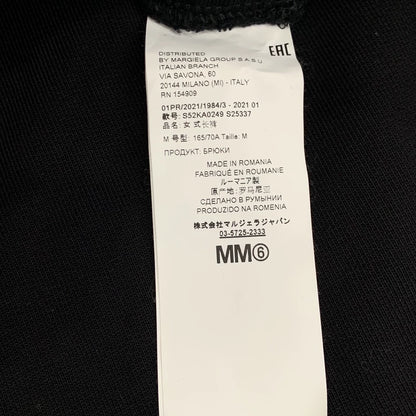 DISTRIBUTED
BY MARGIELA GROUP S.A.S.U.
ITALIAN BRANCH
VIA SAVONA, 60
20144 MILANO (MI) - ITALY
RN 154909
EAC
01PR/2021/1984/3 - 2021 01
款号: S52KA0249 S25337
品名: 女式长裤
M 号型: 165/70A Taille: M
ПРОДУКТ: БРЮКИ
MADE IN ROMANIA
FABRIQUÉ EN ROUMANIE
ルーマニア製
原产地: 罗马尼亚
СДЕЛАНО В РУМЫНИИ
PRODUZIDO NA ROMENIA
株式会社マルジェラジャパン
03-5725-2333
MM⑥